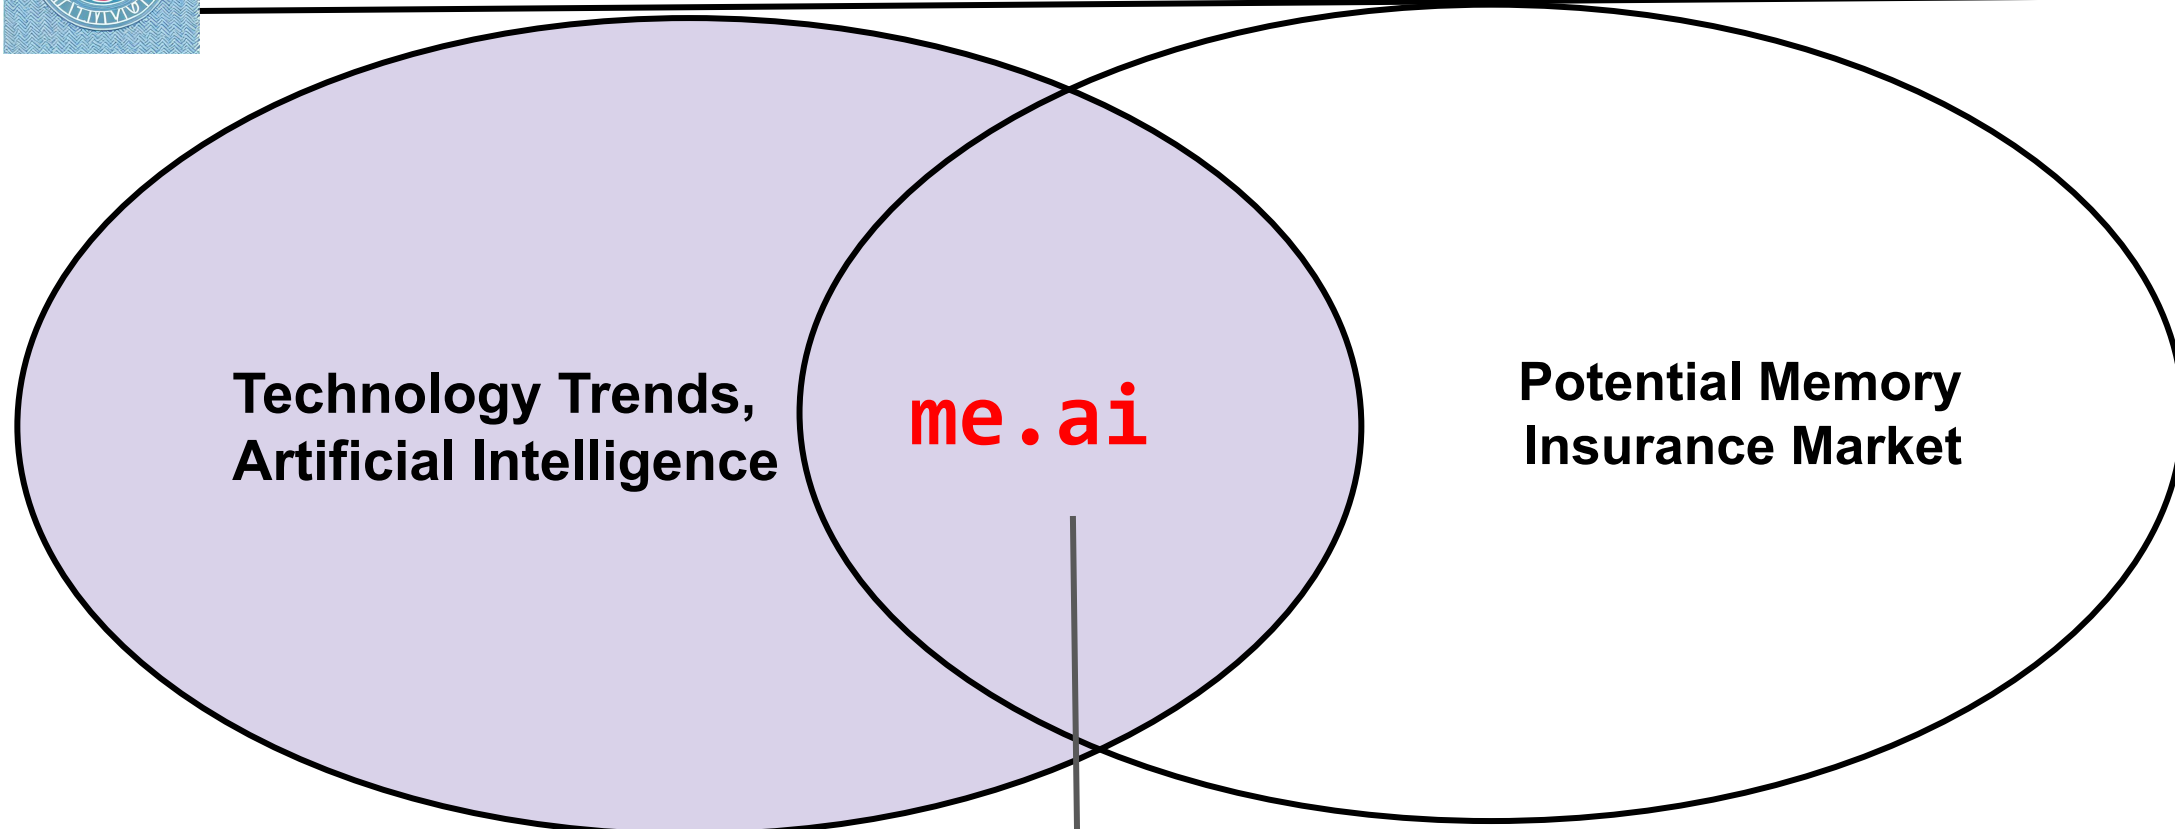 Technology Trends,
Artificial Intelligence
me.ai
Potential Memory
Insurance Market